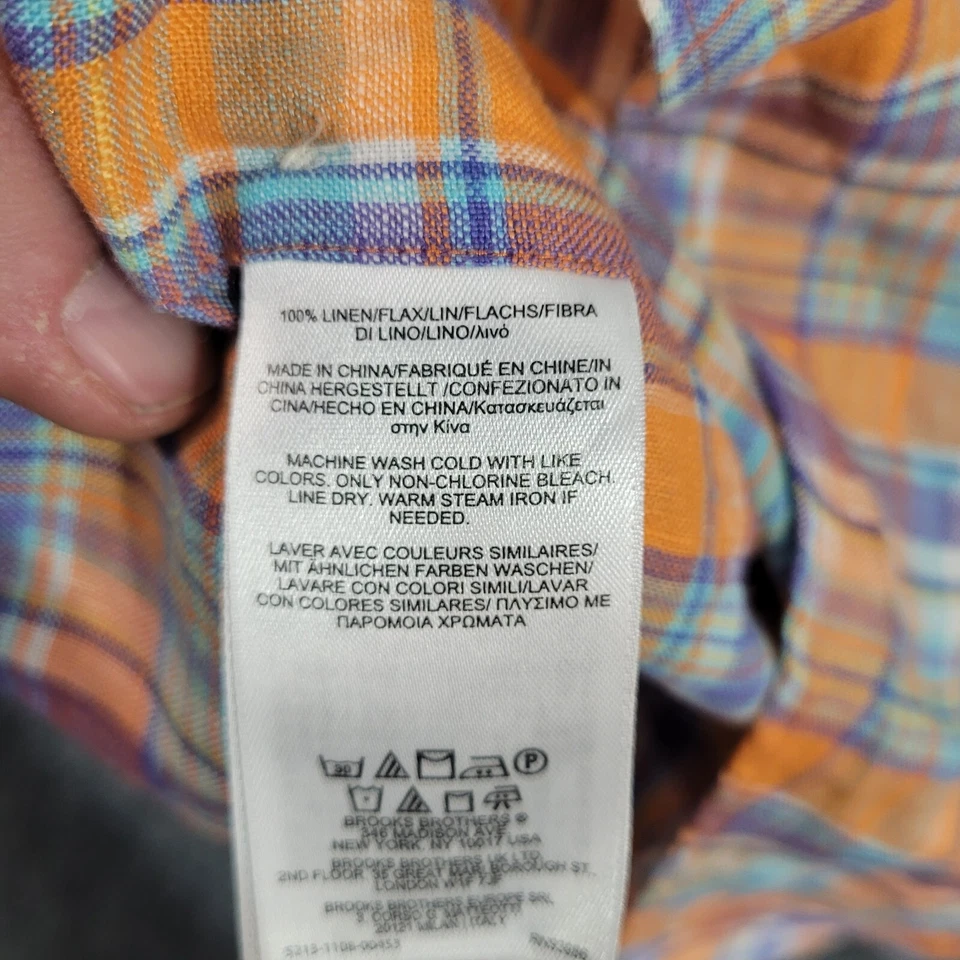 100% LINEN/FLAX/LIN/FLACHS/FIBRA
DI LINO/LINO/λινό
MADE IN CHINA/FABRIQUÉ EN CHINE/IN
CHINA HERGESTELLT /CONFEZIONATO IN
CINA/HECHO EN CHINA/Κατασκευάζεται
στην Κίνα
MACHINE WASH COLD WITH LIKE
COLORS. ONLY NON-CHLORINE BLEACH.
LINE DRY. WARM STEAM IRON IF
NEEDED.
LAVER AVEC COULEURS SIMILAIRES/
MIT ÄHNLICHEN FARBEN WASCHEN/
LAVARE CON COLORI SIMILI/LAVAR
CON COLORES SIMILARES/ ΠΛΥΣΙΜΟ ΜΕ
ΠΑΡΟΜΟΙΑ ΧΡΩΜΑΤΑ
30 P
BROOKS BROTHERS ®
346 MADISON AVE
NEW YORK, NY 10017 USA
BROOKS BROTHERS UK LTD.
2ND FLOOR, 35 GREAT MARLBOROUGH ST.
LONDON W1F 7JF
BROOKS BROTHERS EUROPE SRL
20121 MILAN ITALY